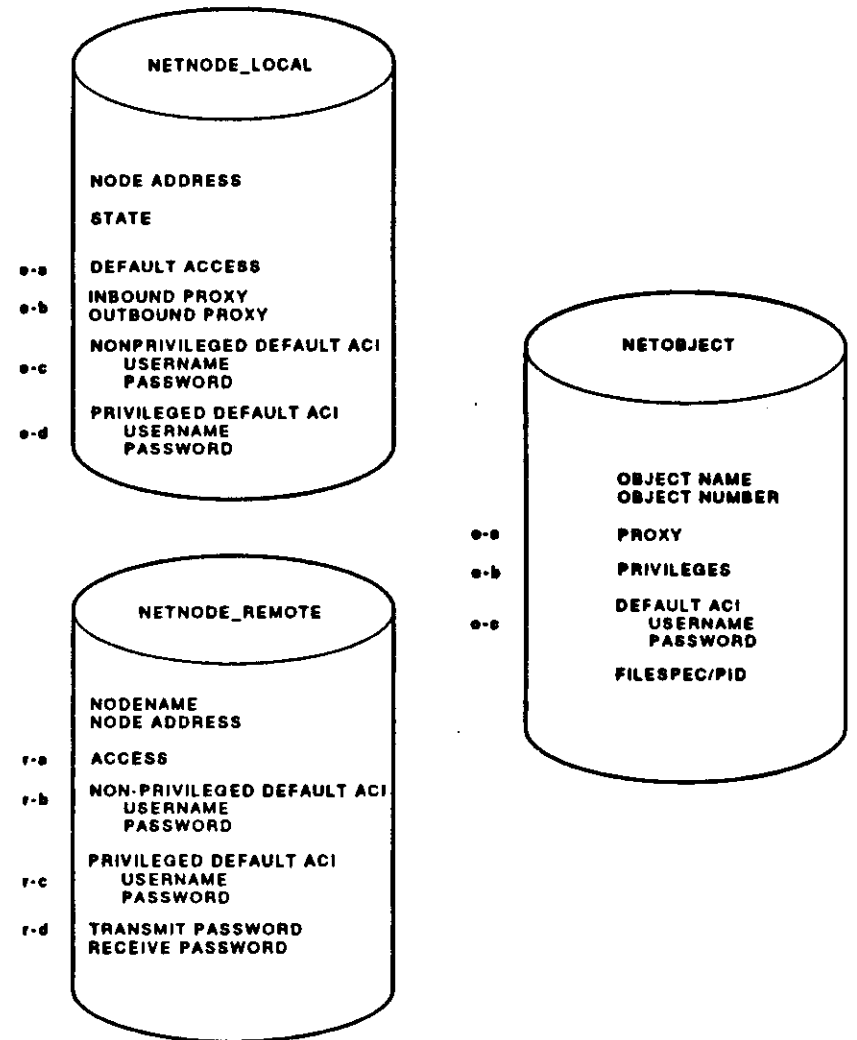 NETNODE_LOCAL
NODE ADDRESS
STATE
e-a DEFAULT ACCESS
e-b INBOUND PROXY
OUTBOUND PROXY
e-c NONPRIVILEGED DEFAULT ACI
USERNAME
PASSWORD
e-d PRIVILEGED DEFAULT ACI
USERNAME
PASSWORD
NETOBJECT
OBJECT NAME
OBJECT NUMBER
o-a PROXY
o-b PRIVILEGES
o-c DEFAULT ACI
USERNAME
PASSWORD
FILESPEC/PID
NETNODE_REMOTE
NODENAME
NODE ADDRESS
r-a ACCESS
r-b NON-PRIVILEGED DEFAULT ACI
USERNAME
PASSWORD
r-c PRIVILEGED DEFAULT ACI
USERNAME
PASSWORD
r-d TRANSMIT PASSWORD
RECEIVE PASSWORD